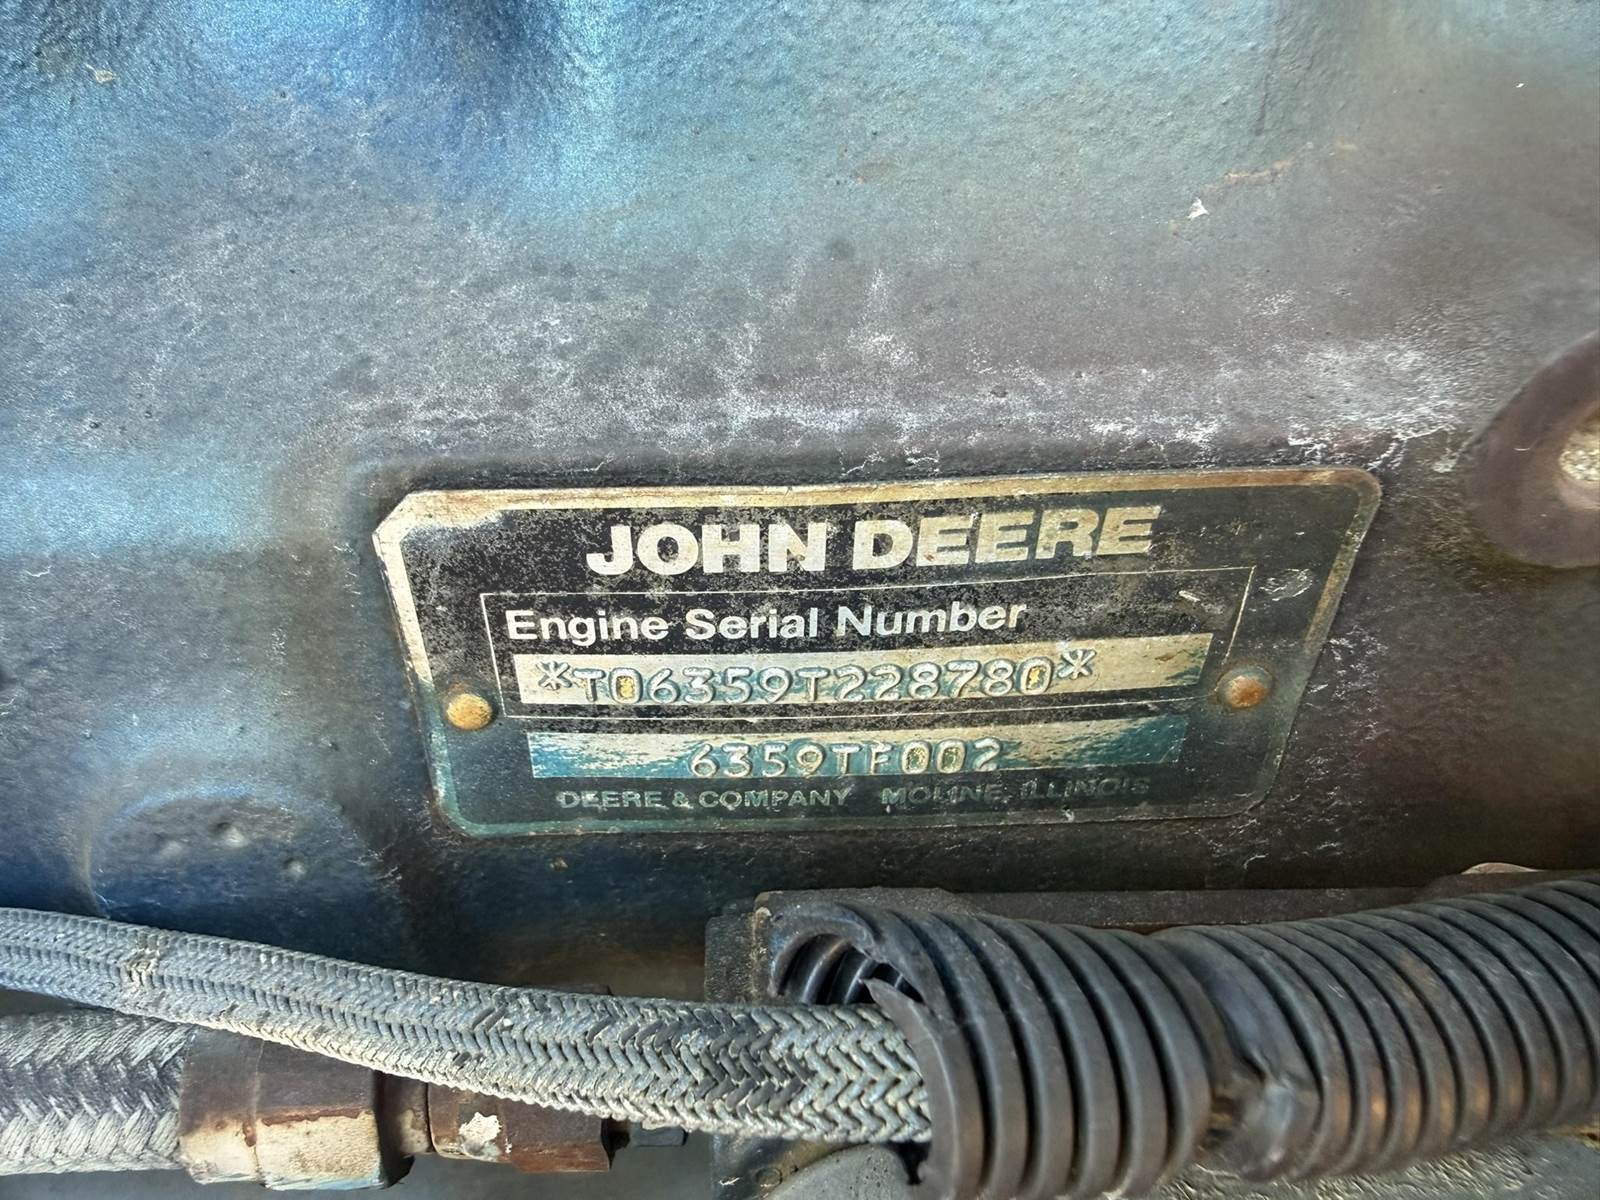 JOHN DEERE
Engine Serial Number
*T06359T228780*
6359TF002
DEERE & COMPANY MOLINE, ILLINOIS